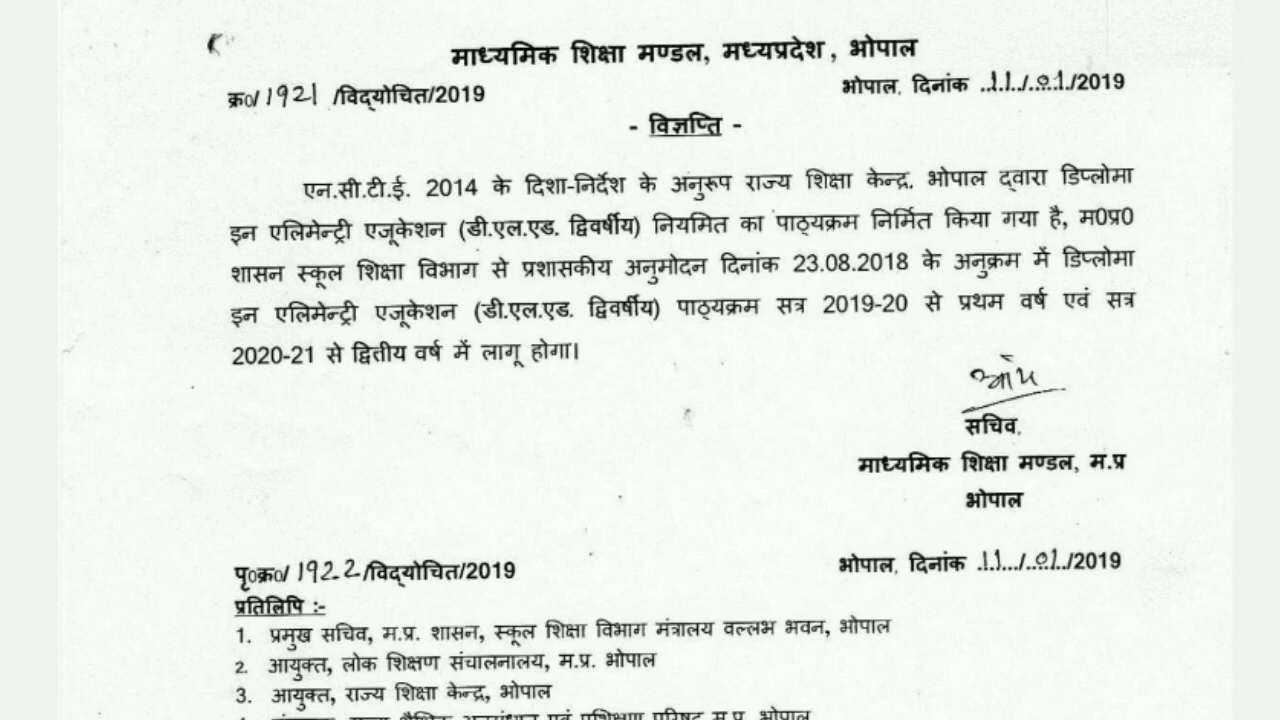 माध्यमिक शिक्षा मण्डल, मध्यप्रदेश, भोपाल
क्र0/1921/विद्योचित/2019 भोपाल, दिनांक 11/01/2019
- विज्ञप्ति -
एन.सी.टी.ई. 2014 के दिशा-निर्देश के अनुरूप राज्य शिक्षा केन्द्र, भोपाल द्वारा डिप्लोमा
इन एलिमेन्ट्री एजूकेशन (डी.एल.एड. द्विवर्षीय) नियमित का पाठ्यक्रम निर्मित किया गया है, म0प्र0
शासन स्कूल शिक्षा विभाग से प्रशासकीय अनुमोदन दिनांक 23.08.2018 के अनुक्रम में डिप्लोमा
इन एलिमेन्ट्री एजूकेशन (डी.एल.एड. द्विवर्षीय) पाठ्यक्रम सत्र 2019-20 से प्रथम वर्ष एवं सत्र
2020-21 से द्वितीय वर्ष में लागू होगा।
सचिव,
माध्यमिक शिक्षा मण्डल, म.प्र
भोपाल
पृ0क्र0/1922/विद्योचित/2019 भोपाल, दिनांक 11/01/2019
प्रतिलिपि :-
1. प्रमुख सचिव, म.प्र. शासन, स्कूल शिक्षा विभाग मंत्रालय वल्लभ भवन, भोपाल
2. आयुक्त, लोक शिक्षण संचालनालय, म.प्र. भोपाल
3. आयुक्त, राज्य शिक्षा केन्द्र, भोपाल